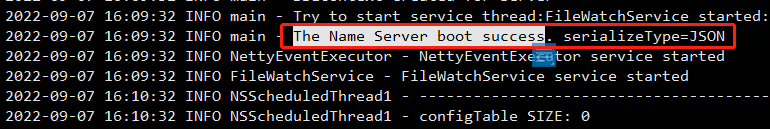 2022-09-07 16:09:32 INFO main - Try to start service thread:FileWatchService started:
2022-09-07 16:09:32 INFO main - The Name Server boot success. serializeType=JSON
2022-09-07 16:09:32 INFO NettyEventExecutor - NettyEventExecutor service started
2022-09-07 16:09:32 INFO FileWatchService - FileWatchService service started
2022-09-07 16:10:32 INFO NSScheduledThread1 - --------------------------------------
2022-09-07 16:10:32 INFO NSScheduledThread1 - configTable SIZE: 0